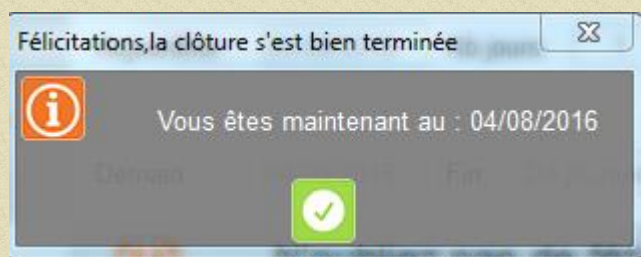 Félicitations,la clôture s'est bien terminée
Vous êtes maintenant au : 04/08/2016